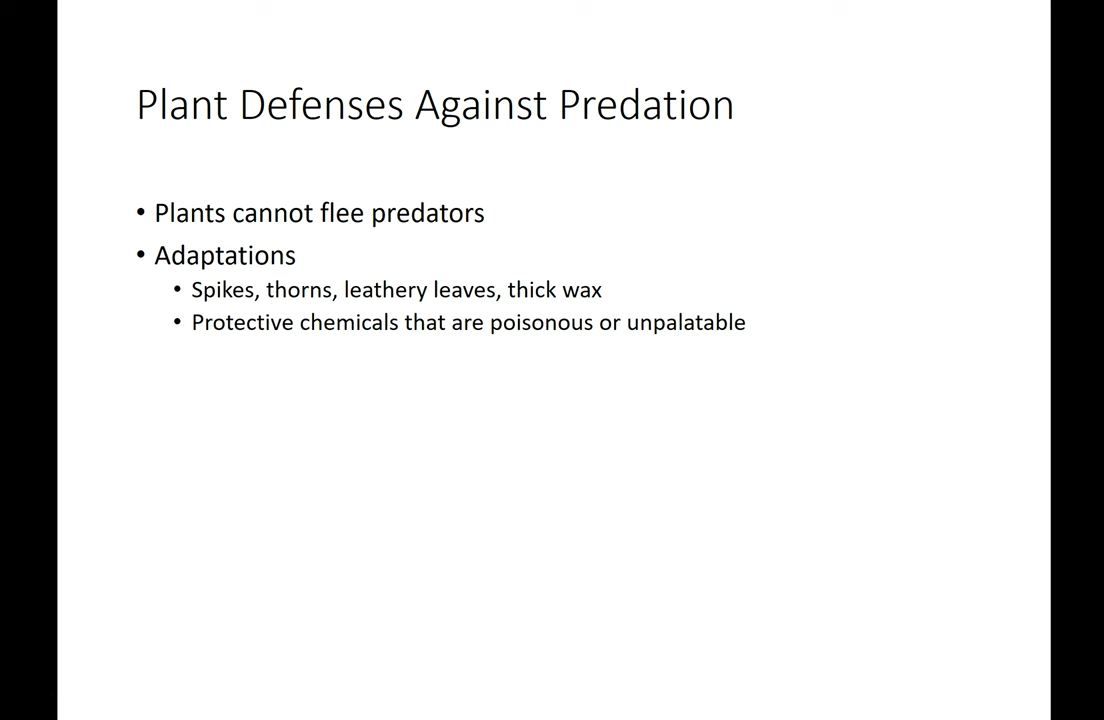 Plant Defenses Against Predation
• Plants cannot flee predators
• Adaptations
• Spikes, thorns, leathery leaves, thick wax
• Protective chemicals that are poisonous or unpalatable